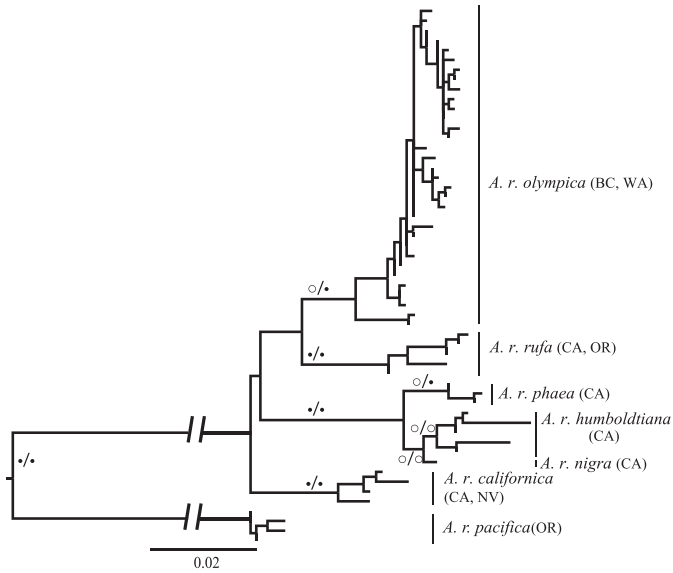 A. r. olympica (BC, WA)
○/•
A. r. rufa (CA, OR)
•/•
○/•
A. r. phaea (CA)
•/•
A. r. humboldtiana
(CA)
○/○
○/○
A. r. nigra (CA)
•/•
A. r. californica
(CA, NV)
•/•
A. r. pacifica(OR)
0.02